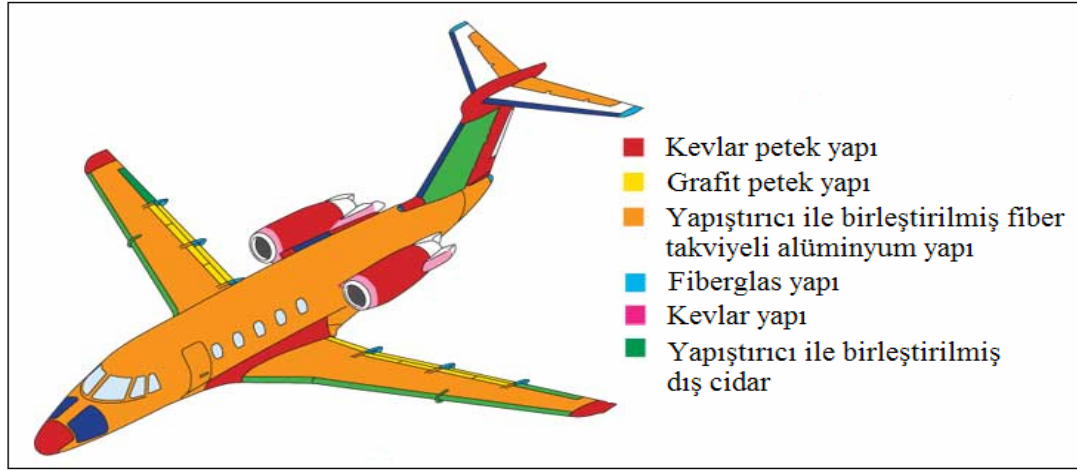 Kevlar petek yapı
Grafit petek yapı
Yapıştırıcı ile birleştirilmiş fiber
takviyeli alüminyum yapı
Fiberglas yapı
Kevlar yapı
Yapıştırıcı ile birleştirilmiş
dış cidar